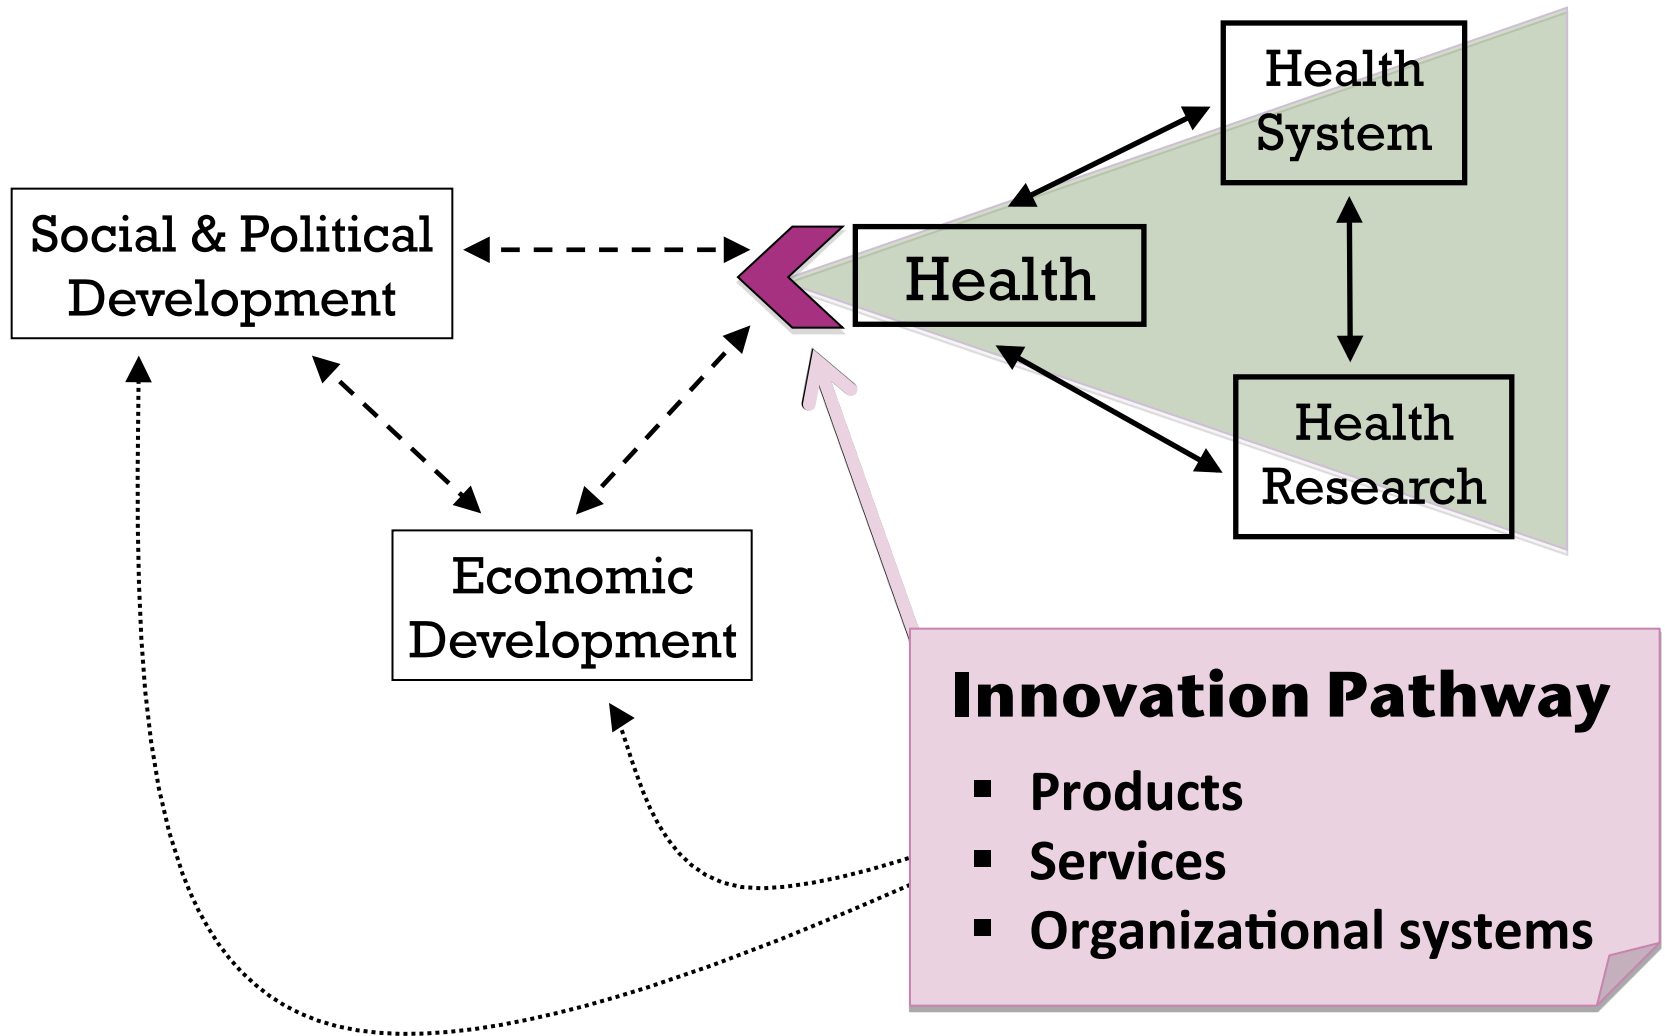 Health
System
Social & Political
Development
Health
Health
Research
Economic
Development
Innovation Pathway
▪ Products
▪ Services
▪ Organizational systems